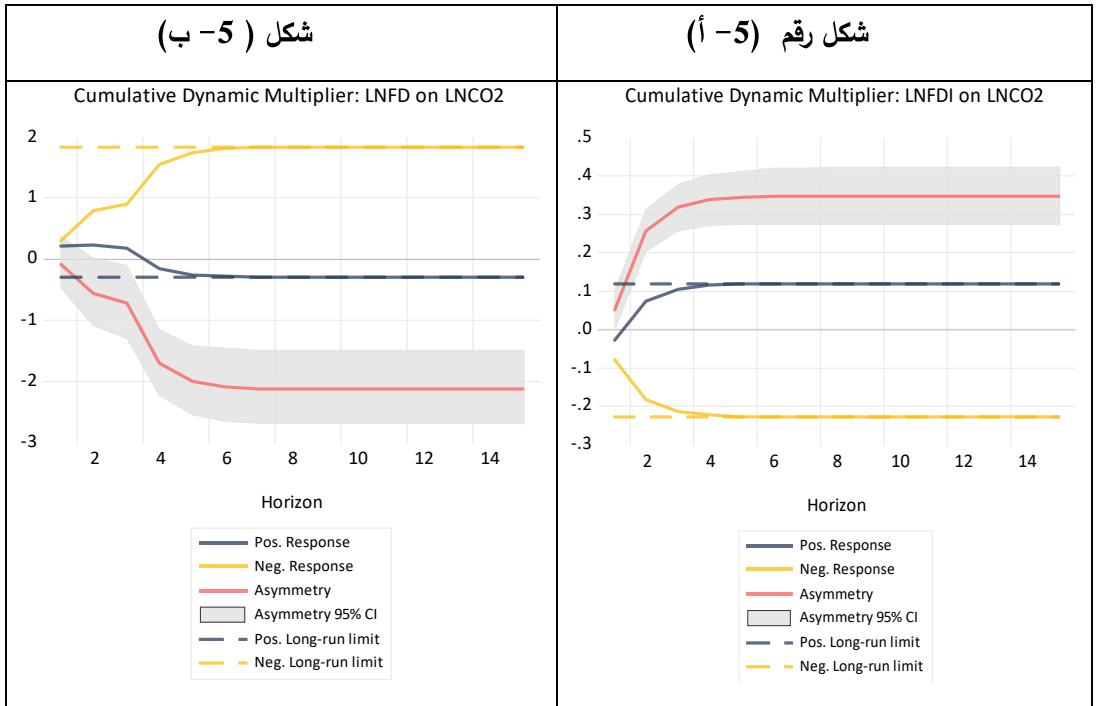 شكل رقم (5- أ)
Cumulative Dynamic Multiplier: LNFDI on LNCO2
.5
.4
.3
.2
.1
.0
-.1
-.2
-.3
2 4 6 8 10 12 14
Horizon
Pos. Response
Neg. Response
Asymmetry
Asymmetry 95% CI
Pos. Long-run limit
Neg. Long-run limit
شكل ( 5- ب)
Cumulative Dynamic Multiplier: LNFD on LNCO2
2
1
0
-1
-2
-3
2 4 6 8 10 12 14
Horizon
Pos. Response
Neg. Response
Asymmetry
Asymmetry 95% CI
Pos. Long-run limit
Neg. Long-run limit